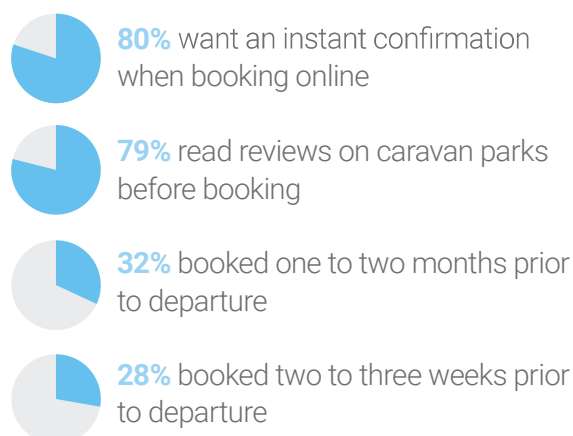 80% want an instant confirmation
when booking online
79% read reviews on caravan parks
before booking
32% booked one to two months prior
to departure
28% booked two to three weeks prior
to departure